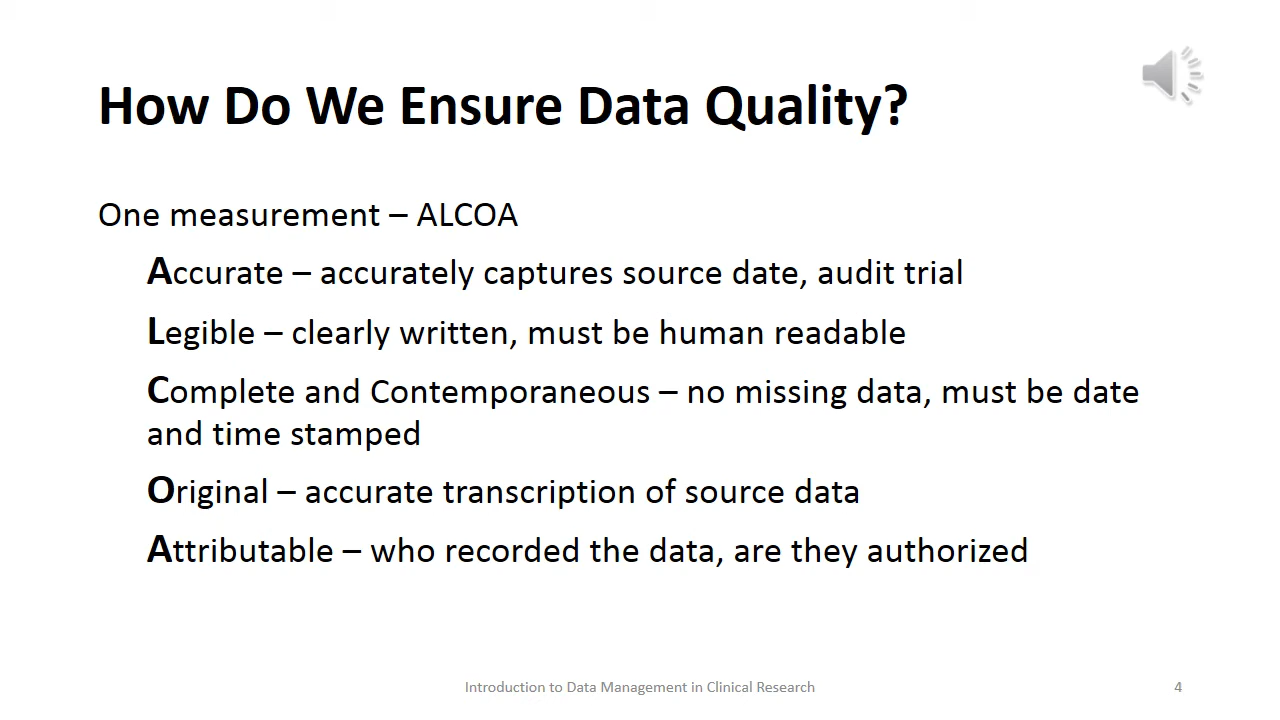 How Do We Ensure Data Quality?
One measurement – ALCOA
Accurate – accurately captures source date, audit trial
Legible – clearly written, must be human readable
Complete and Contemporaneous – no missing data, must be date
and time stamped
Original – accurate transcription of source data
Attributable – who recorded the data, are they authorized
Introduction to Data Management in Clinical Research
4